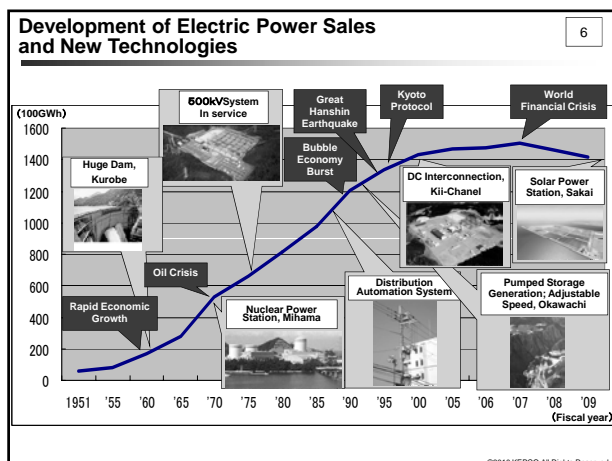 Development of Electric Power Sales
and New Technologies
6
(100GWh)
1600
1400
1200
1000
800
600
400
200
0
500kVSystem
In service
Great
Hanshin
Earthquake
Kyoto
Protocol
World
Financial Crisis
Huge Dam,
Kurobe
Bubble
Economy
Burst
DC Interconnection,
Kii-Chanel
Solar Power
Station, Sakai
Oil Crisis
Rapid Economic
Growth
Nuclear Power
Station, Mihama
Distribution
Automation System
Pumped Storage
Generation; Adjustable
Speed, Okawachi
1951 '55 '60 '65 '70 '75 '80 '85 '90 '95 '00 '05 '06 '07 '08 '09
(Fiscal year)